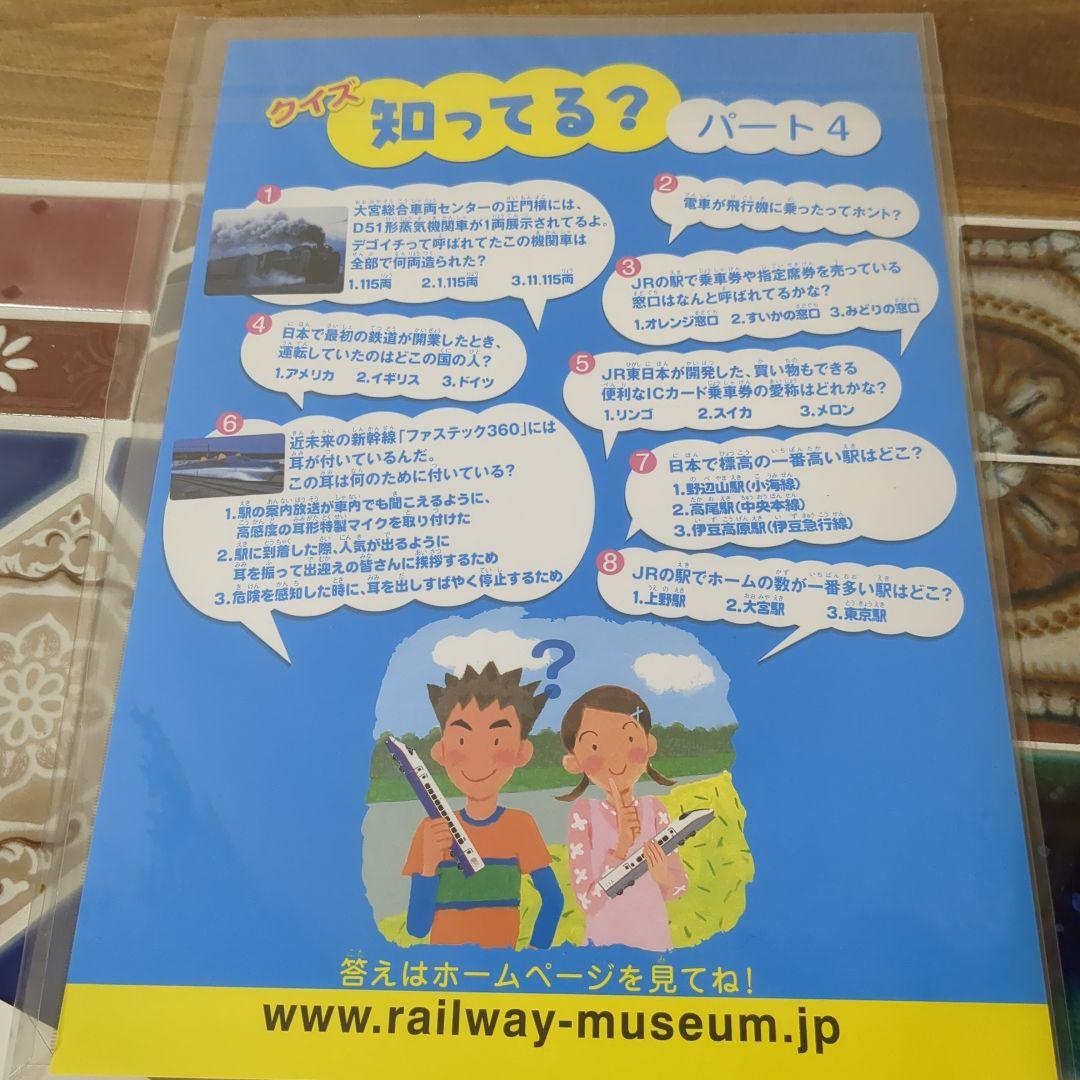 クイズ
知ってる?
パート4
1
大宮総合車両センターの正門横には、
D51形蒸気機関車が1両展示されてるよ。
デゴイチって呼ばれてたこの機関車は
全部で何両造られた?
1.115両 2.1,115両 3.11,115両
2
電車が飛行機に乗ったってホント?
3
JRの駅で乗車券や指定席券を売っている
窓口はなんと呼ばれてるかな?
1.オレンジ窓口 2.すいかの窓口 3.みどりの窓口
4
日本で最初の鉄道が開業したとき、
運転していたのはどこの国の人?
1.アメリカ 2.イギリス 3.ドイツ
5
JR東日本が開発した、買い物もできる
便利なICカード乗車券の愛称はどれかな?
1.リンゴ 2.スイカ 3.メロン
6
近未来の新幹線「ファステック360」には
耳が付いているんだ。
この耳は何のために付いている?
1.駅の案内放送が車内でも聞こえるように、
高感度の耳形特製マイクを取り付けた
2.駅に到着した際、人気が出るように
耳を振って出迎えの皆さんに挨拶するため
3.危険を感知した時に、耳を出しすばやく停止するため
7
日本で標高の一番高い駅はどこ?
1.野辺山駅(小海線)
2.高尾駅(中央本線)
3.伊豆高原駅(伊豆急行線)
8
JRの駅でホームの数が一番多い駅はどこ?
1.上野駅 2.大宮駅 3.東京駅
?
答えはホームページを見てね!
www.railway-museum.jp